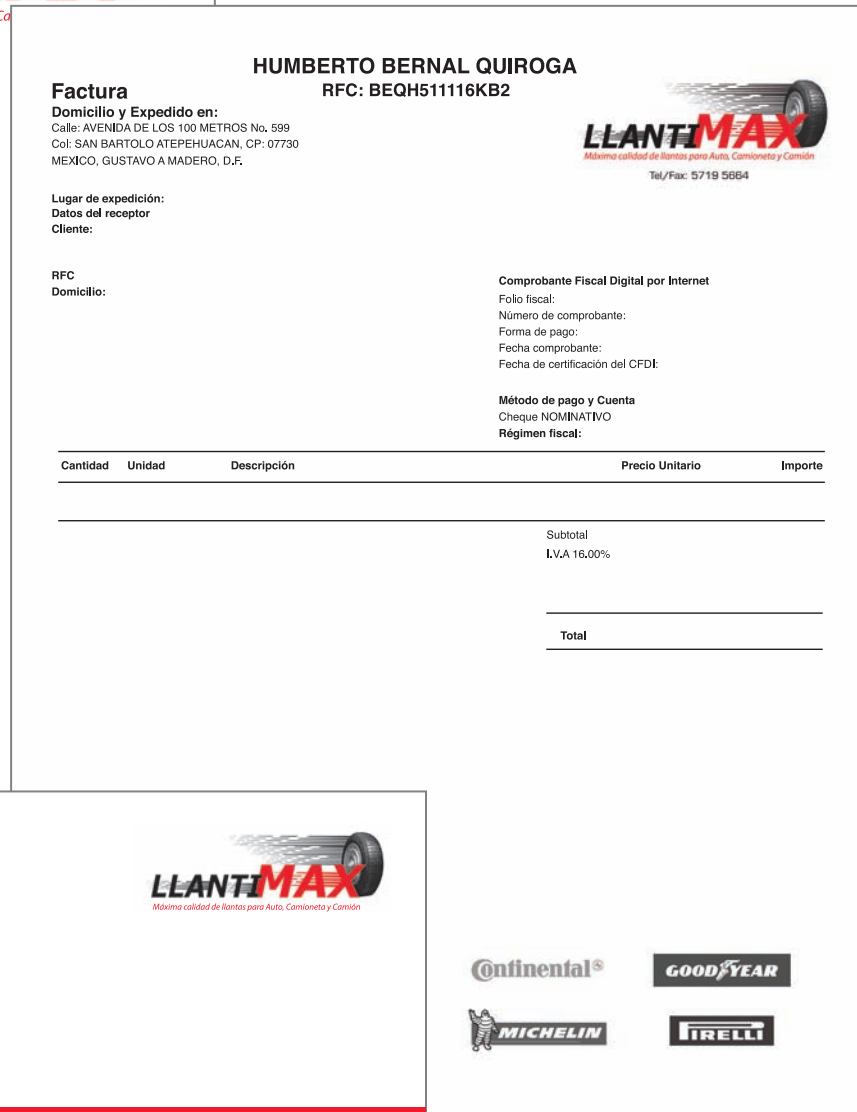 Ca
HUMBERTO BERNAL QUIROGA
RFC: BEQH511116KB2
Factura
Domicilio y Expedido en:
Calle: AVENIDA DE LOS 100 METROS No. 599
Col: SAN BARTOLO ATEPEHUACAN, CP: 07730
MEXICO, GUSTAVO A MADERO, D.F.
LLANTIMAX
Máxima calidad de llantas para Auto, Camioneta y Camión
Tel/Fax: 5719 5664
Lugar de expedición:
Datos del receptor
Cliente:
RFC
Domicilio:
Comprobante Fiscal Digital por Internet
Folio fiscal:
Número de comprobante:
Forma de pago:
Fecha comprobante:
Fecha de certificación del CFDI:
Método de pago y Cuenta
Cheque NOMINATIVO
Régimen fiscal:
Cantidad Unidad Descripción Precio Unitario Importe
Subtotal
I.V.A 16.00%
Total
LLANTIMAX
Máxima calidad de llantas para Auto, Camioneta y Camión
Continental®
GOODYEAR
MICHELIN
PIRELLI